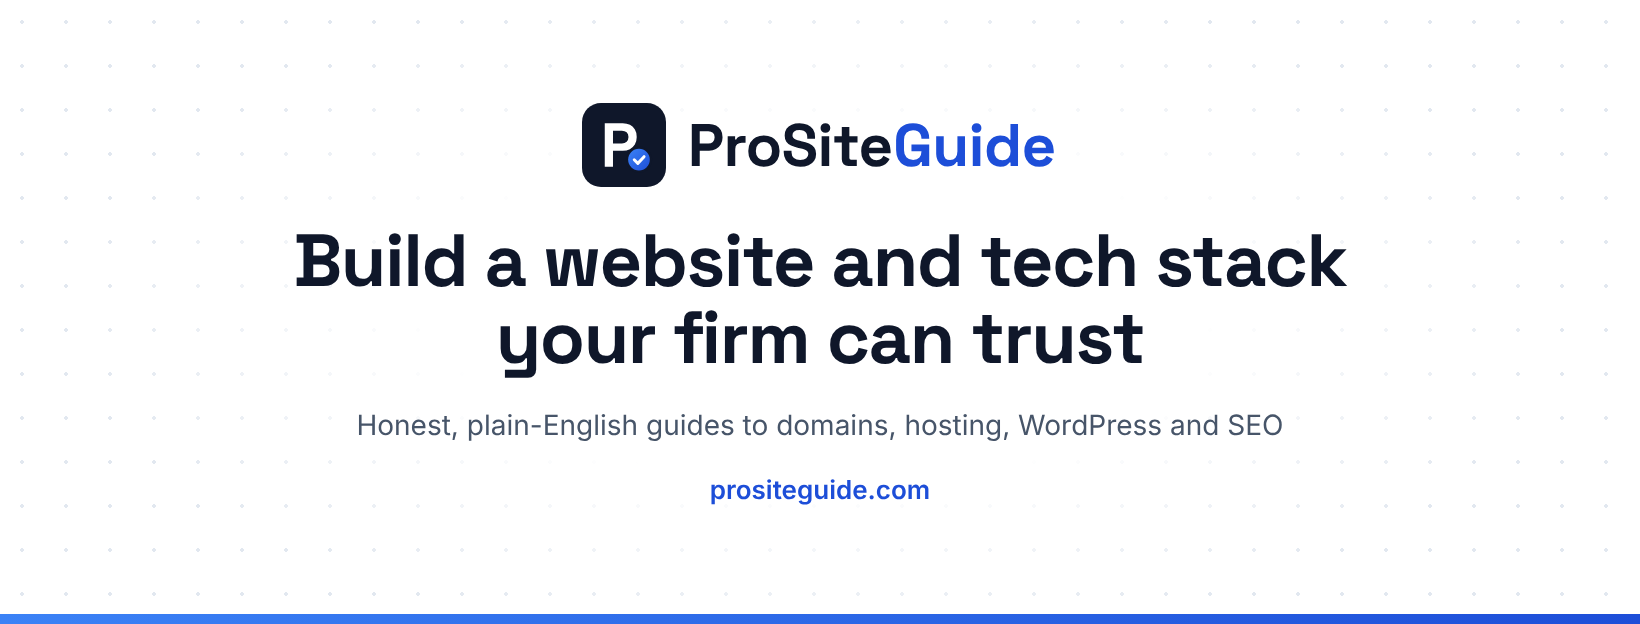 P
ProSiteGuide
Build a website and tech stack
your firm can trust
Honest, plain-English guides to domains, hosting, WordPress and SEO
prositeguide.com